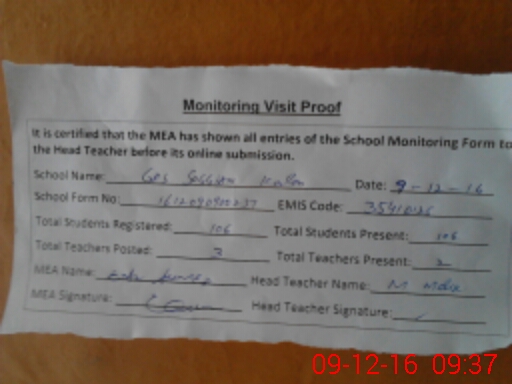 Monitoring Visit Proof
It is certified that the MEA has shown all entries of the School Monitoring Form to
the Head Teacher before its online submission.
School Name: GPS Date: 9-12-16
School Form No: EMIS Code:
Total Students Registered: 106 Total Students Present: 106
Total Teachers Posted: 3 Total Teachers Present: 2
MEA Name: Head Teacher Name: M
MEA Signature: Head Teacher Signature:
09-12-16 09:37